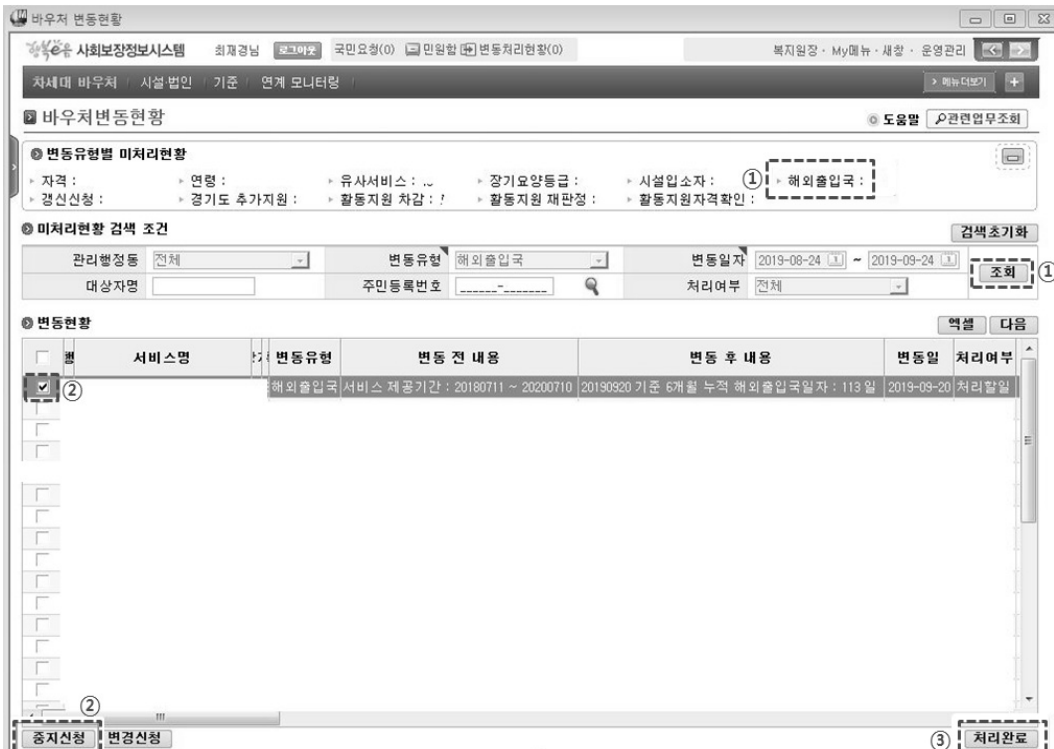 바우처 변동현황
행복e음 사회보장정보시스템 최재경님 로그아웃 국민요청(0) 민원함 변동처리현황(0) 복지원장 · My메뉴 · 새창 · 운영관리
차세대 바우처 시설·법인 기준 연계 모니터링 > 메뉴더보기 +
바우처변동현황 도움말 관련업무조회
변동유형별 미처리현황
자격 : 연령 : 유사서비스 : .. 장기요양등급 : 시설입소자 : ① 해외출입국 :
갱신신청 : 경기도 추가지원 : 활동지원 차감 : 활동지원 재판정 : 활동지원자격확인 :
미처리현황 검색 조건 검색초기화
관리행정동 전체 변동유형 해외출입국 변동일자 2019-08-24 ~ 2019-09-24 조회 ①
대상자명 주민등록번호 ______-_______ 처리여부 전체
변동현황 엑셀 다음
서비스명 변동유형 변동 전 내용 변동 후 내용 변동일 처리여부
② 해외출입국 서비스 제공기간 : 20180711 ~ 20200710 20190920 기준 6개월 누적 해외출입국일자 : 113 일 2019-09-20 처리할일
②
중지신청 변경신청 ③ 처리완료